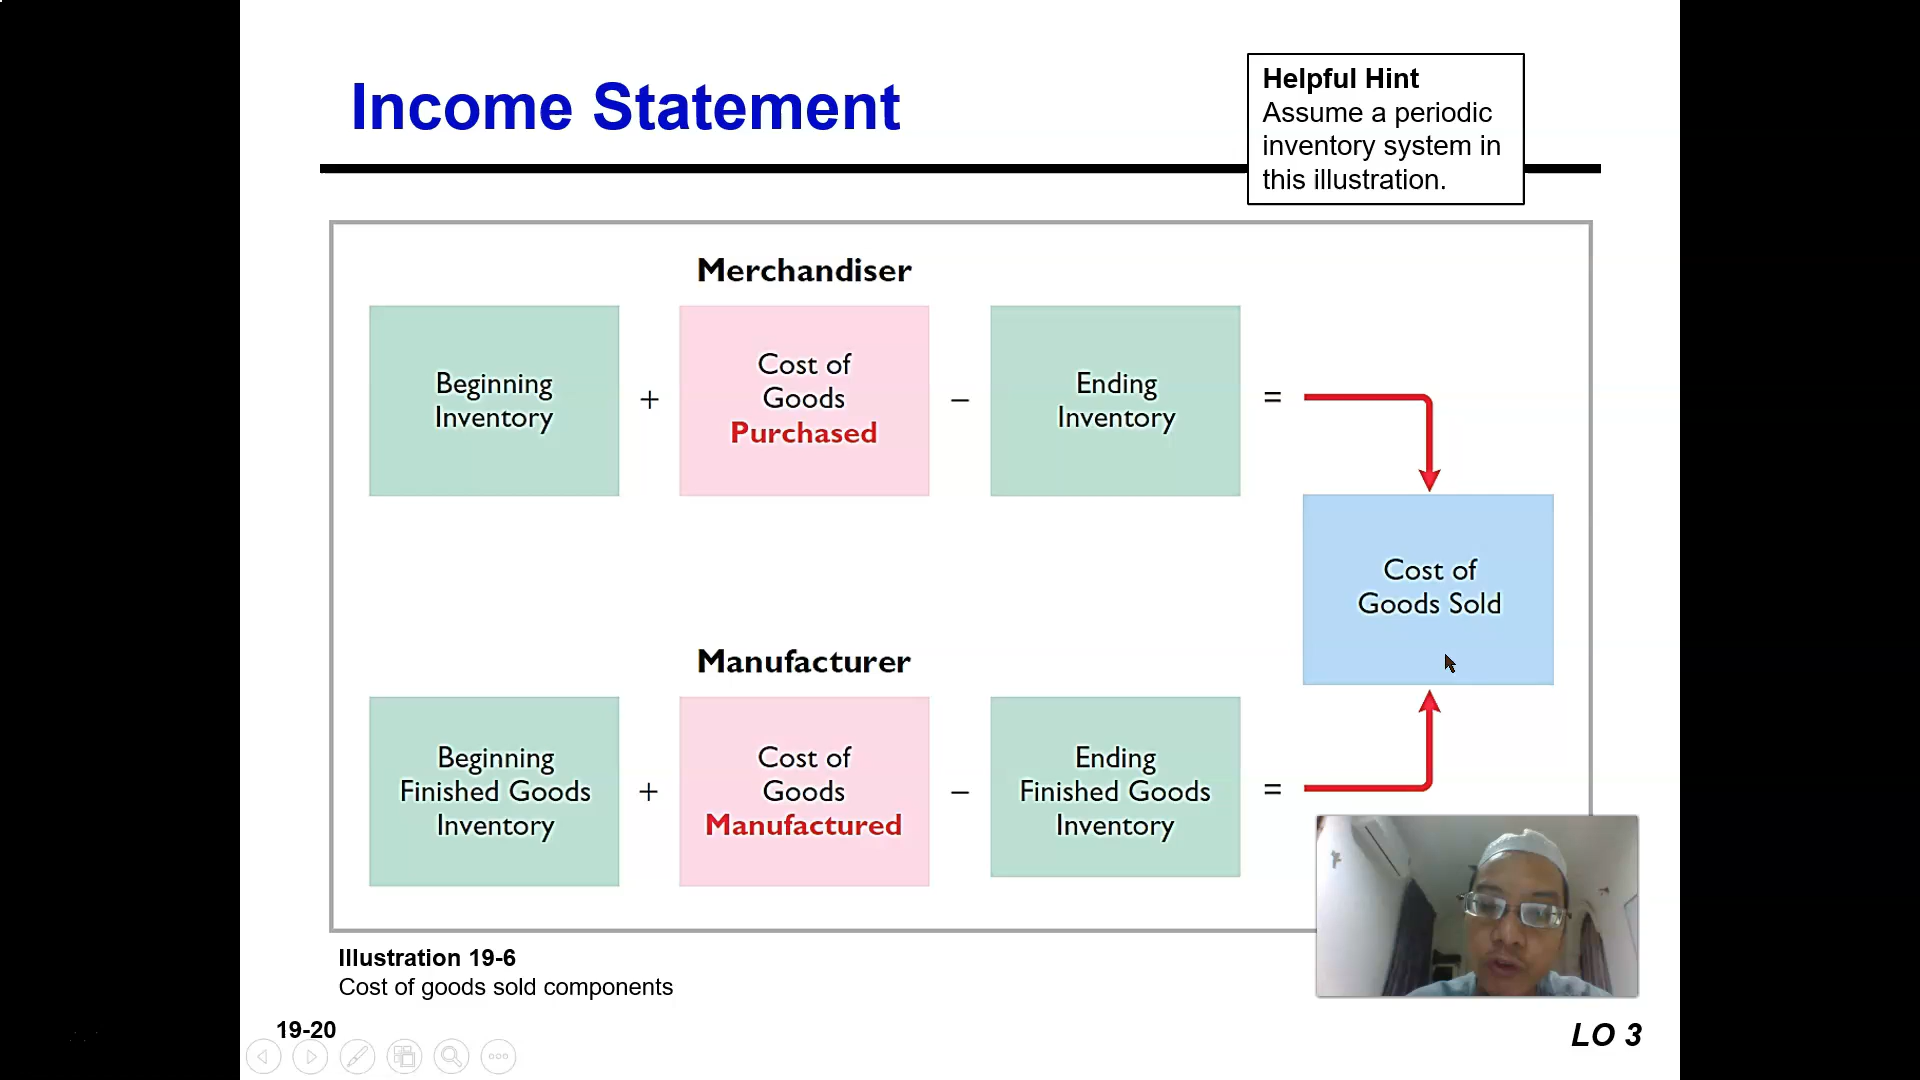 Income Statement
Helpful Hint
Assume a periodic
inventory system in
this illustration.
Merchandiser
Beginning
Inventory
+
Cost of
Goods
Purchased
–
Ending
Inventory
=
Cost of
Goods Sold
Manufacturer
Beginning
Finished Goods
Inventory
+
Cost of
Goods
Manufactured
–
Ending
Finished Goods
Inventory
=
Illustration 19-6
Cost of goods sold components
19-20
LO 3